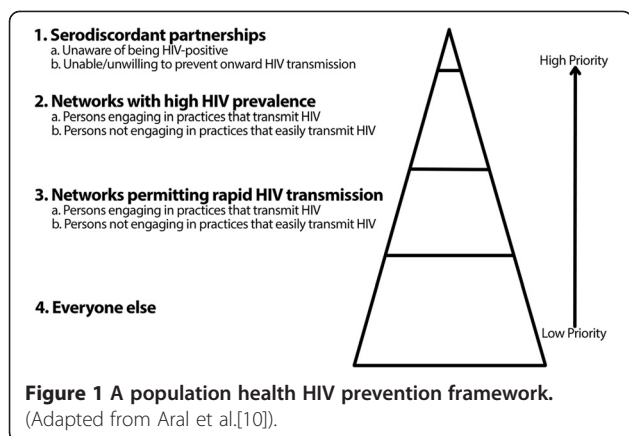 1. Serodiscordant partnerships
a. Unaware of being HIV-positive
b. Unable/unwilling to prevent onward HIV transmission
High Priority
2. Networks with high HIV prevalence
a. Persons engaging in practices that transmit HIV
b. Persons not engaging in practices that easily transmit HIV
3. Networks permitting rapid HIV transmission
a. Persons engaging in practices that transmit HIV
b. Persons not engaging in practices that easily transmit HIV
4. Everyone else
Low Priority
Figure 1 A population health HIV prevention framework.
(Adapted from Aral et al.[10]).